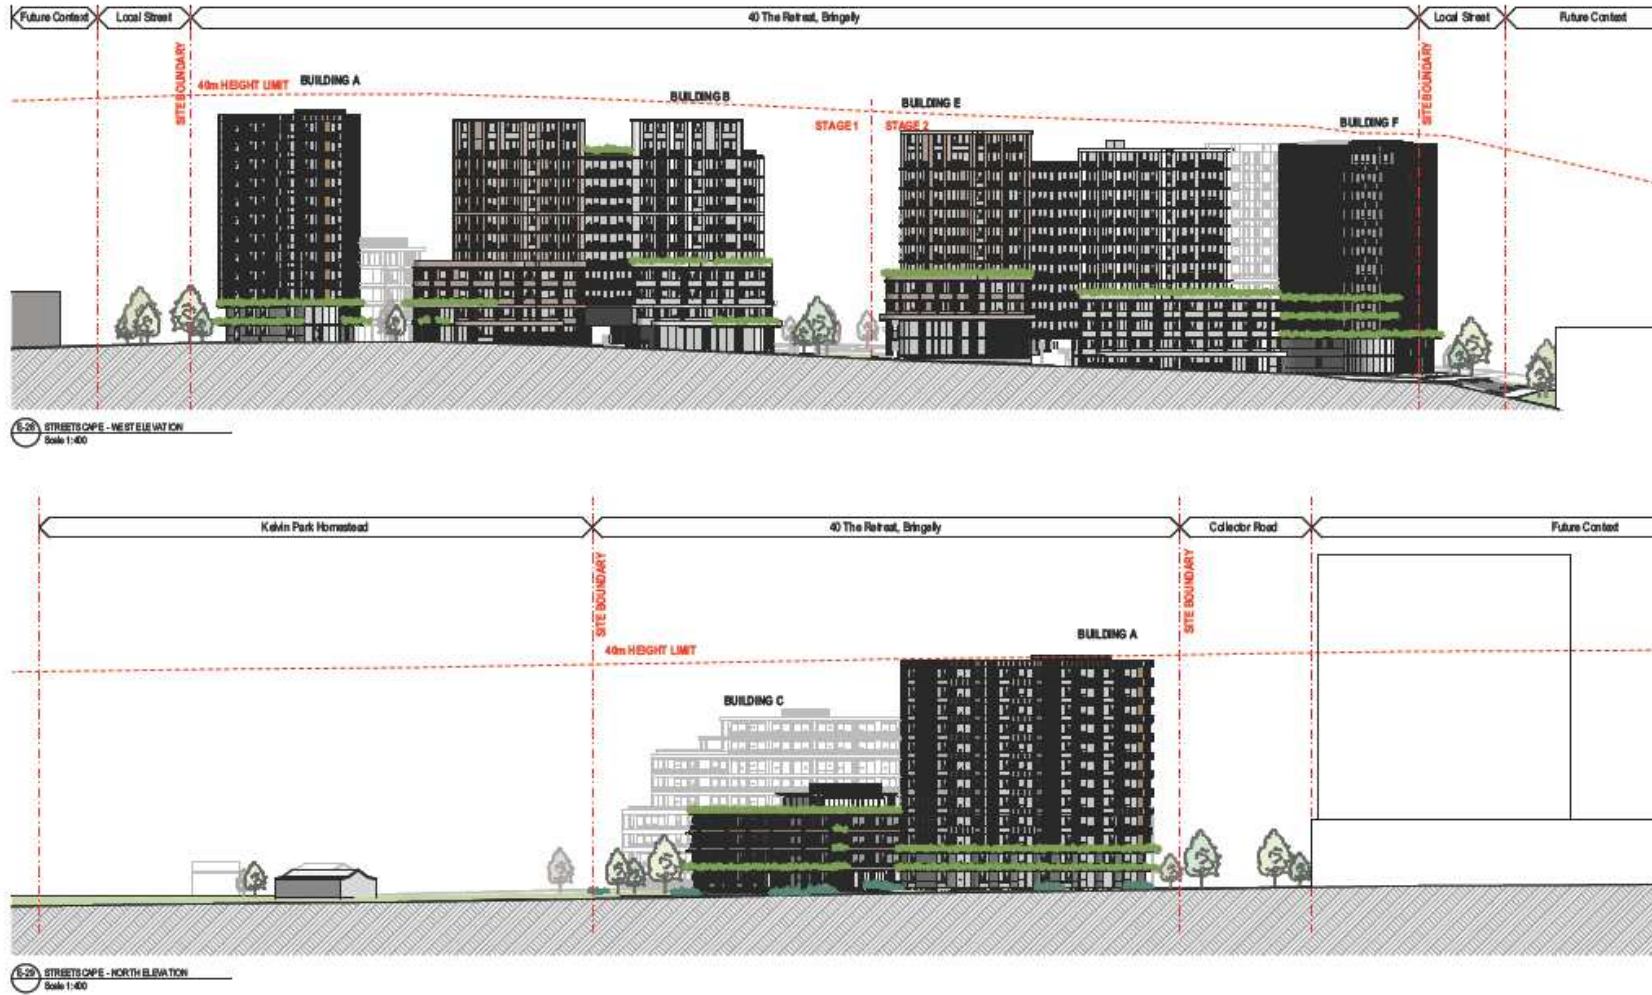 Future Context Local Street 40 The Retreat, Bringelly Local Street Future Context
SITE BOUNDARY
40m HEIGHT LIMIT
BUILDING A
BUILDING B
BUILDING E
STAGE 1 STAGE 2
BUILDING F
SITE BOUNDARY
E-28 STREETSCAPE - WEST ELEVATION
Scale 1:400
Kelvin Park Homestead 40 The Retreat, Bringelly Collector Road Future Context
SITE BOUNDARY
40m HEIGHT LIMIT
BUILDING C
BUILDING A
SITE BOUNDARY
E-29 STREETSCAPE - NORTH ELEVATION
Scale 1:400